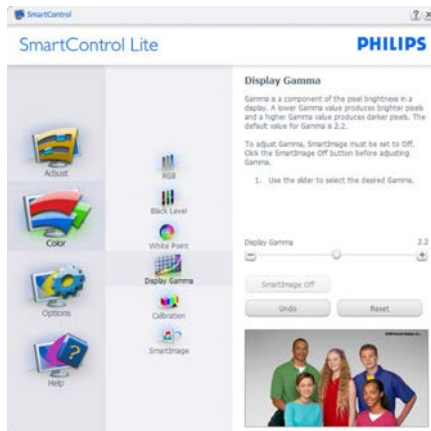 SmartControl
SmartControl Lite
PHILIPS
Adjust
Color
Options
Help
RGB
Black Level
White Point
Display Gamma
Calibration
SmartImage
Display Gamma
Gamma is a component of the pixel brightness in a
display. A lower Gamma value produces brighter pixels
and a higher Gamma value produces darker pixels. The
default value for Gamma is 2.2.
To adjust Gamma, SmartImage must be set to Off.
Click the SmartImage Off button before adjusting
Gamma.
1. Use the slider to select the desired Gamma.
Display Gamma 2.2
SmartImage Off
Undo Reset